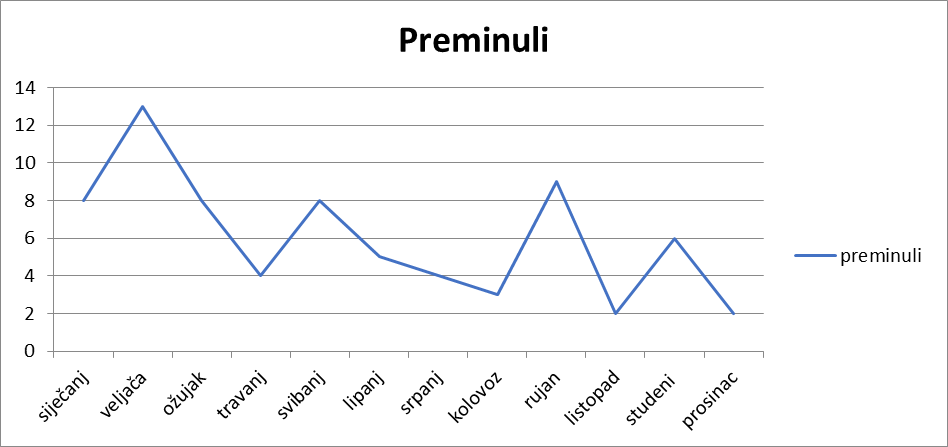 Preminuli
14
12
10
8
6
4
2
0
siječanj
veljača
ožujak
travanj
svibanj
lipanj
srpanj
kolovoz
rujan
listopad
studeni
prosinac
preminuli